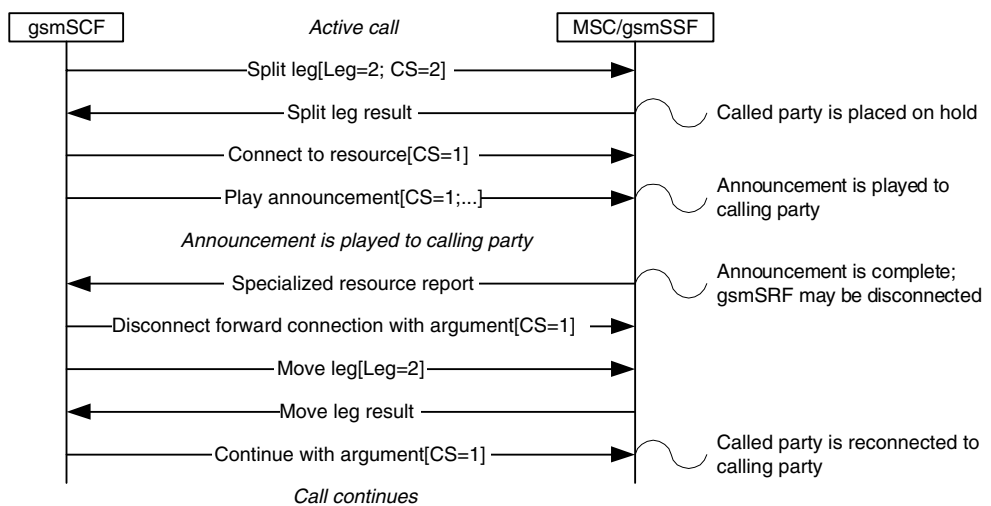 gsmSCF
Active call
MSC/gsmSSF
Split leg[Leg=2; CS=2]
Split leg result
Called party is placed on hold
Connect to resource[CS=1]
Play announcement[CS=1;...]
Announcement is played to
calling party
Announcement is played to calling party
Specialized resource report
Announcement is complete;
gsmSRF may be disconnected
Disconnect forward connection with argument[CS=1]
Move leg[Leg=2]
Move leg result
Continue with argument[CS=1]
Called party is reconnected to
calling party
Call continues